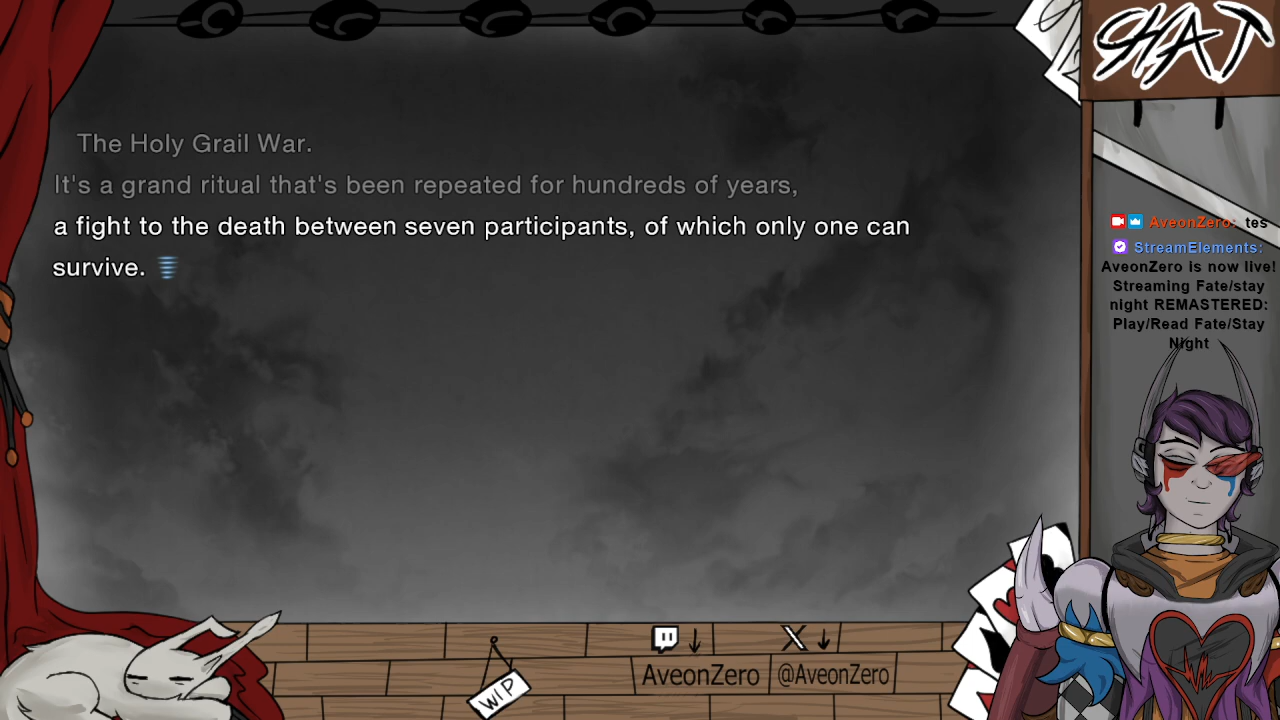 CHAT
The Holy Grail War.
It's a grand ritual that's been repeated for hundreds of years,
a fight to the death between seven participants, of which only one can
survive.
AveonZero: tes
StreamElements:
AveonZero is now live!
Streaming Fate/stay
night REMASTERED:
Play/Read Fate/Stay
Night
WIP
AveonZero
@AveonZero